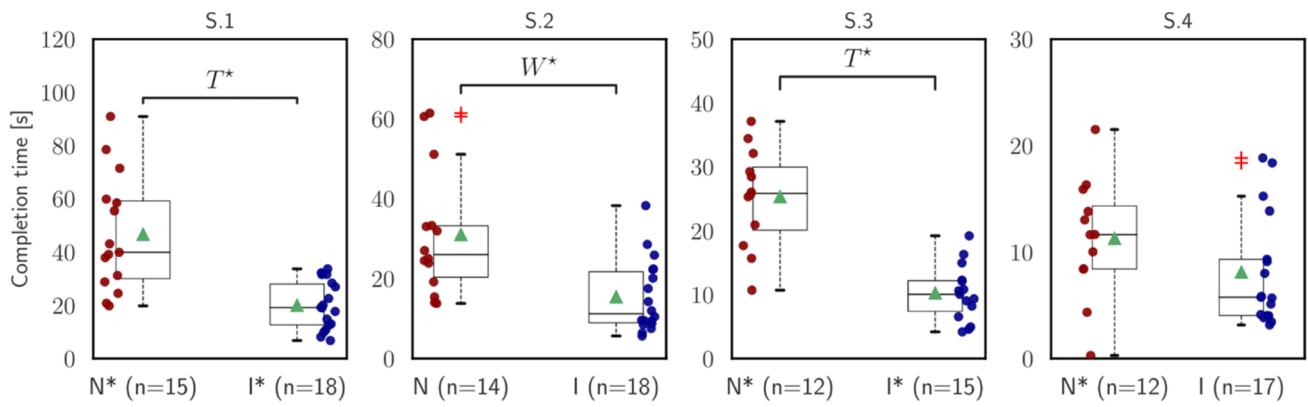 S.1 S.2 S.3 S.4
Completion time [s]
120
100
80
60
40
20
0
T*
N* (n=15) I* (n=18)
80
60
40
20
0
W*
N (n=14) I (n=18)
50
40
30
20
10
0
T*
N* (n=12) I* (n=15)
30
20
10
0
N* (n=12) I (n=17)